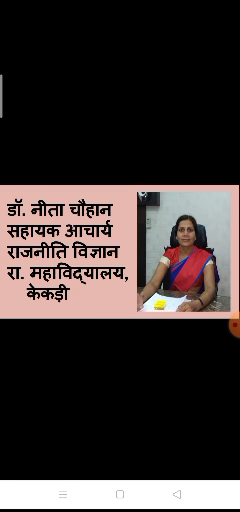 डॉ. नीता चौहान
सहायक आचार्य
राजनीति विज्ञान
रा. महाविद्यालय,
केकड़ी